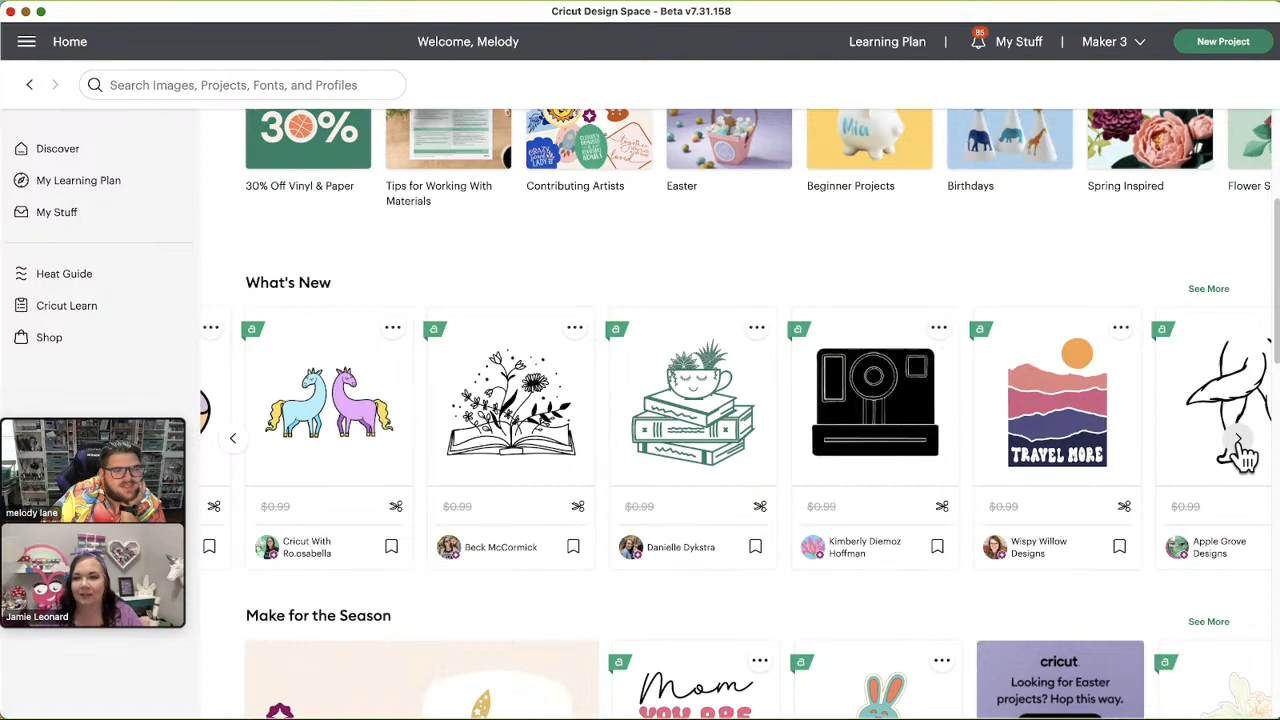 Cricut Design Space - Beta v7.31.158
Home
Welcome, Melody
Learning Plan
85
My Stuff
Maker 3
New Project
Search Images, Projects, Fonts, and Profiles
Discover
My Learning Plan
My Stuff
Heat Guide
Cricut Learn
Shop
30%
Mia
30% Off Vinyl & Paper
Tips for Working With
Materials
Contributing Artists
Easter
Beginner Projects
Birthdays
Spring Inspired
Flower S
What's New
See More
a
a
a
a
a
a
TRAVEL MORE
$0.99
$0.99
$0.99
$0.99
$0.99
$0.99
Cricut With
Ro.osabella
Beck McCormick
Danielle Dykstra
Kimberly Diemoz
Hoffman
Wispy Willow
Designs
Apple Grove
Designs
melody lane
Jamie Leonard
Make for the Season
See More
a
a
a
Mom
YOU ARE
cricut
Looking for Easter
projects? Hop this way.